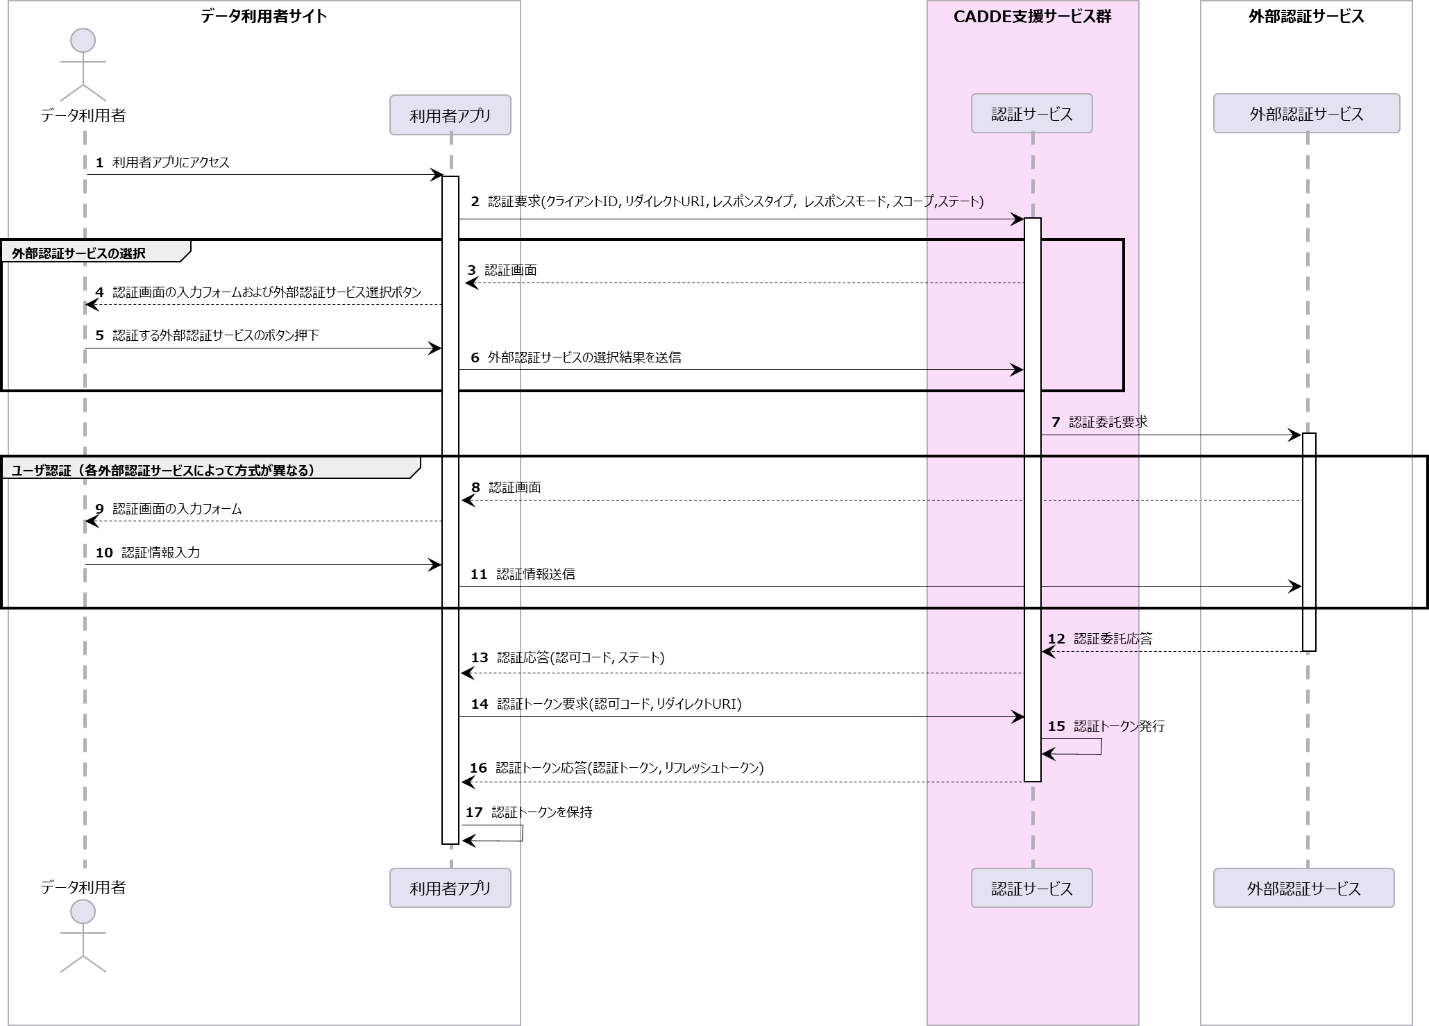 データ利用者サイト
CADDE支援サービス群
外部認証サービス
データ利用者
利用者アプリ
認証サービス
外部認証サービス
1 利用者アプリにアクセス
2 認証要求(クライアントID, リダイレクトURI, レスポンスタイプ, レスポンスモード, スコープ,ステート)
外部認証サービスの選択
3 認証画面
4 認証画面の入力フォームおよび外部認証サービス選択ボタン
5 認証する外部認証サービスのボタン押下
6 外部認証サービスの選択結果を送信
7 認証委託要求
ユーザ認証（各外部認証サービスによって方式が異なる）
8 認証画面
9 認証画面の入力フォーム
10 認証情報入力
11 認証情報送信
12 認証委託応答
13 認証応答(認可コード, ステート)
14 認証トークン要求(認可コード, リダイレクトURI)
15 認証トークン発行
16 認証トークン応答(認証トークン, リフレッシュトークン)
17 認証トークンを保持
データ利用者
利用者アプリ
認証サービス
外部認証サービス